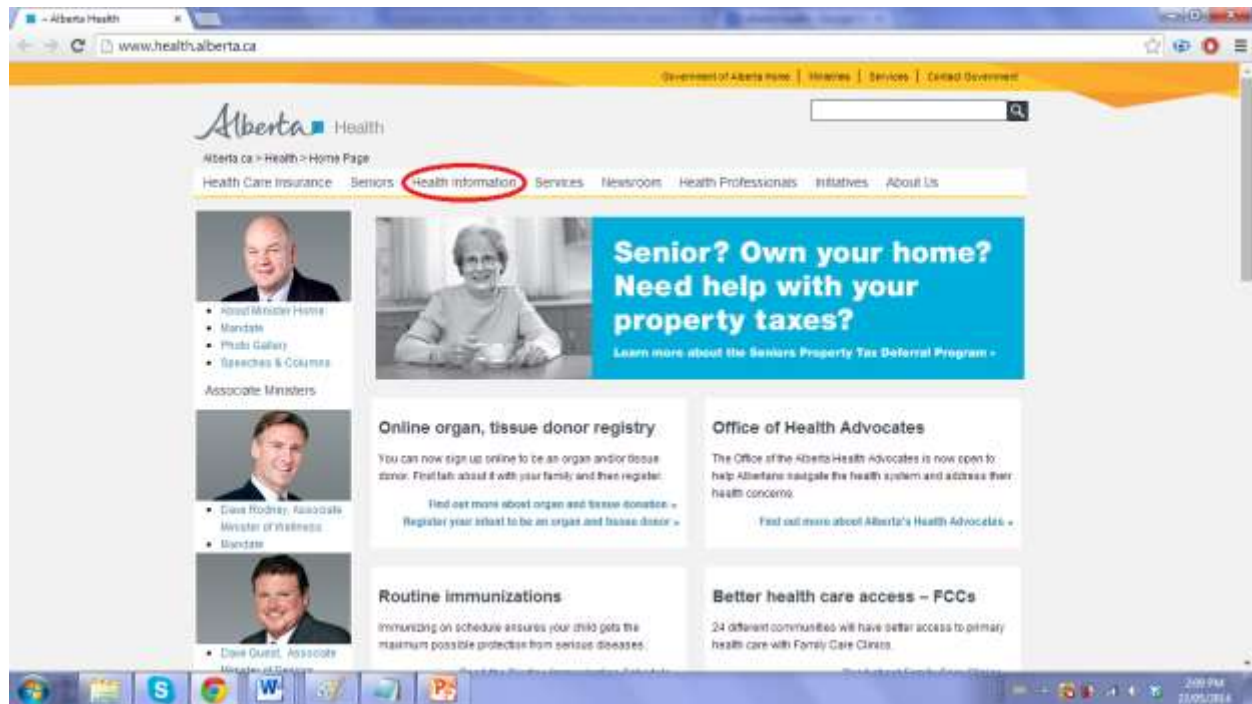 - Alberta Health
www.health.alberta.ca
Government of Alberta Home | Ministries | Services | Contact Government
Alberta Health
Alberta.ca > Health > Home Page
Health Care Insurance Seniors Health Information Services Newsroom Health Professionals Initiatives About Us
Senior? Own your home?
Need help with your
property taxes?
Learn more about the Seniors Property Tax Deferral Program »
About Minister Horne
Mandate
Photo Gallery
Speeches & Columns
Associate Ministers
Dave Rodney, Associate
Minister of Wellness
Mandate
Dave Quest, Associate
Minister of Seniors
Online organ, tissue donor registry
You can now sign up online to be an organ and/or tissue
donor. First talk about it with your family and then register.
Find out more about organ and tissue donation »
Register your intent to be an organ and tissue donor »
Office of Health Advocates
The Office of the Alberta Health Advocates is now open to
help Albertans navigate the health system and address their
health concerns.
Find out more about Alberta's Health Advocates »
Routine immunizations
Immunizing on schedule ensures your child gets the
maximum possible protection from serious diseases.
Better health care access – FCCs
24 different communities will have better access to primary
health care with Family Care Clinics.
2:09 PM